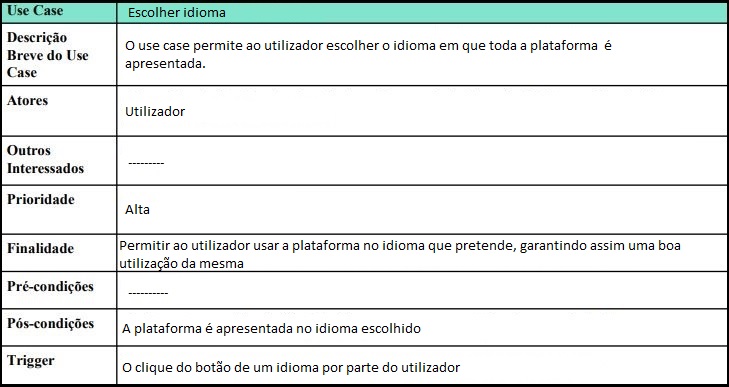 Use Case Escolher idioma
Descrição
Breve do Use
Case
O use case permite ao utilizador escolher o idioma em que toda a plataforma é
apresentada.
Atores
Utilizador
Outros
Interessados
---------
Prioridade
Alta
Finalidade
Permitir ao utilizador usar a plataforma no idioma que pretende, garantindo assim uma boa
utilização da mesma
Pré-condições
----------
Pós-condições
A plataforma é apresentada no idioma escolhido
Trigger
O clique do botão de um idioma por parte do utilizador